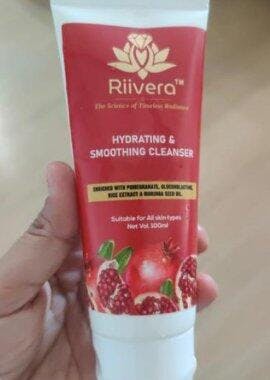 Riivera™
The Science of Timeless Radiance
HYDRATING &
SMOOTHING CLEANSER
ENRICHED WITH POMEGRANATE, GLUCONOLACTONE,
RICE EXTRACT & MORINGA SEED OIL.
Suitable for All skin types
Net Vol. 100ml